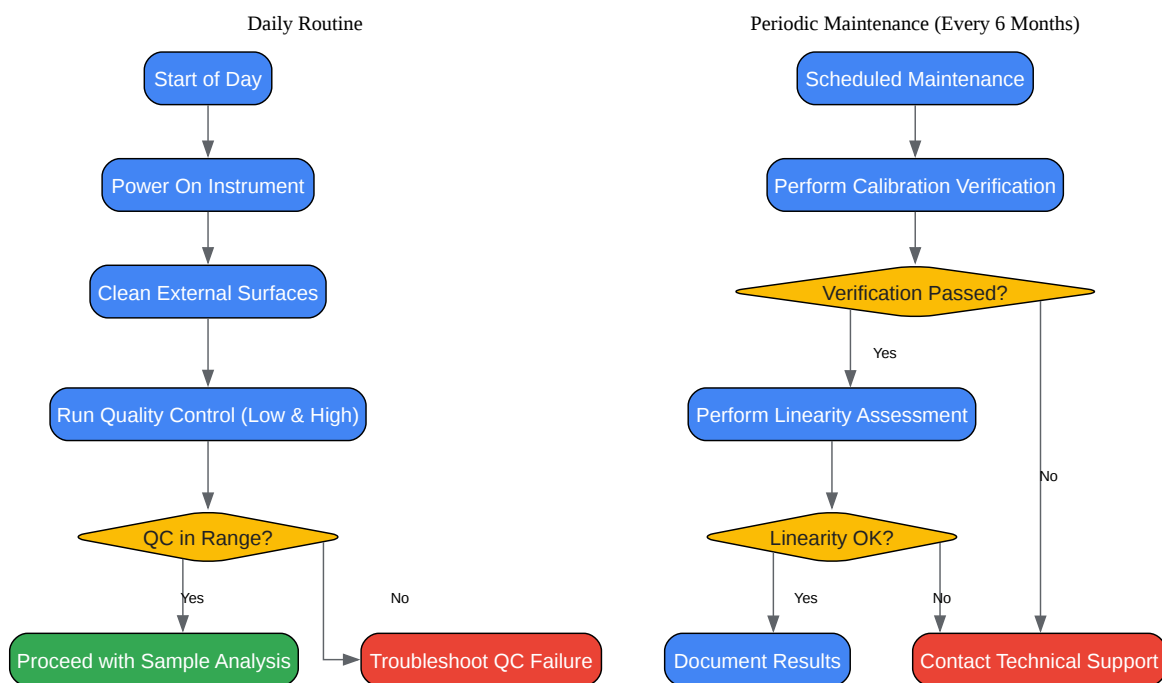 Daily Routine
Start of Day
Power On Instrument
Clean External Surfaces
Run Quality Control (Low & High)
QC in Range?
Yes
No
Proceed with Sample Analysis
Troubleshoot QC Failure
Periodic Maintenance (Every 6 Months)
Scheduled Maintenance
Perform Calibration Verification
Verification Passed?
Yes
Perform Linearity Assessment
No
Linearity OK?
Yes
No
Document Results
Contact Technical Support